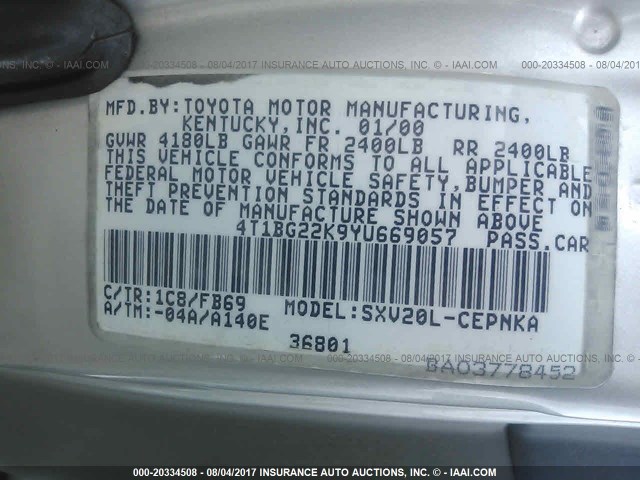 000-20334508 - 08/04/2017 INSURANCE AUTO AUCTIONS, INC. © - IAAI.COM
MFD.BY:TOYOTA MOTOR MANUFACTURING,
KENTUCKY,INC. 01/00
GVWR 4180LB GAWR FR 2400LB RR 2400LB
THIS VEHICLE CONFORMS TO ALL APPLICABLE
FEDERAL MOTOR VEHICLE SAFETY,BUMPER AND
THEFT PREVENTION STANDARDS IN EFFECT ON
THE DATE OF MANUFACTURE SHOWN ABOVE
4T1BG22K9YU669057 PASS.CAR
C/TR:1C8/FB69 MODEL:SXV20L-CEPNKA
A/TM:-04A/A140E
36801
BA03778452
000-20334508 - 08/04/2017 INSURANCE AUTO AUCTIONS, INC. © - IAAI.COM